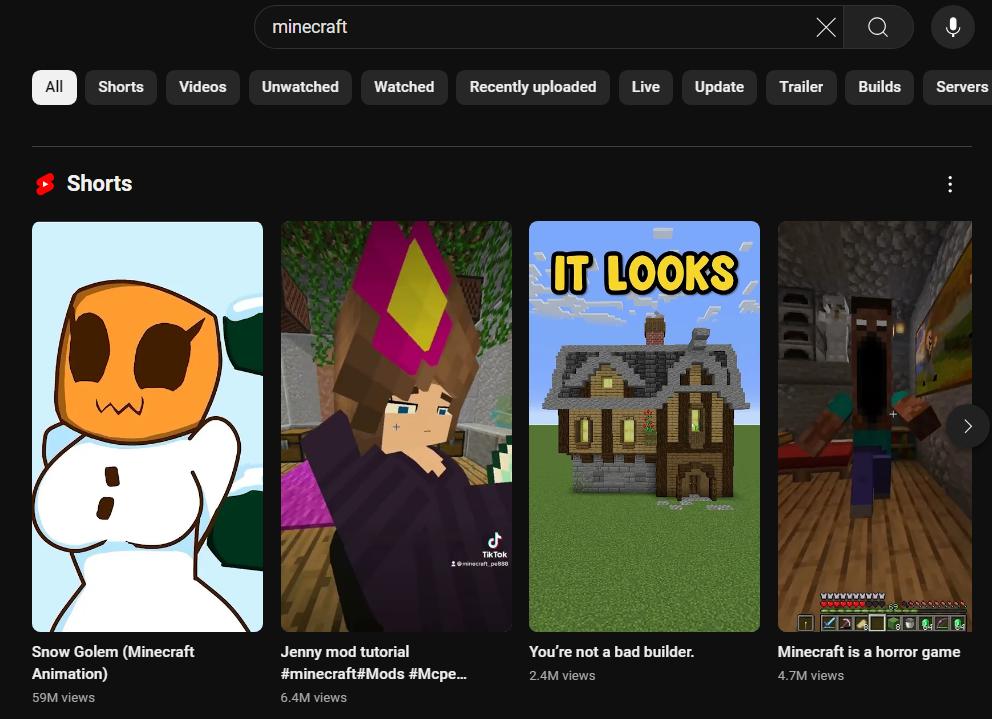 minecraft
All
Shorts
Videos
Unwatched
Watched
Recently uploaded
Live
Update
Trailer
Builds
Servers
Shorts
IT LOOKS
TikTok
@minecraft_pe888
Snow Golem (Minecraft
Animation)
59M views
Jenny mod tutorial
#minecraft#Mods #Mcpe...
6.4M views
You're not a bad builder.
2.4M views
Minecraft is a horror game
4.7M views